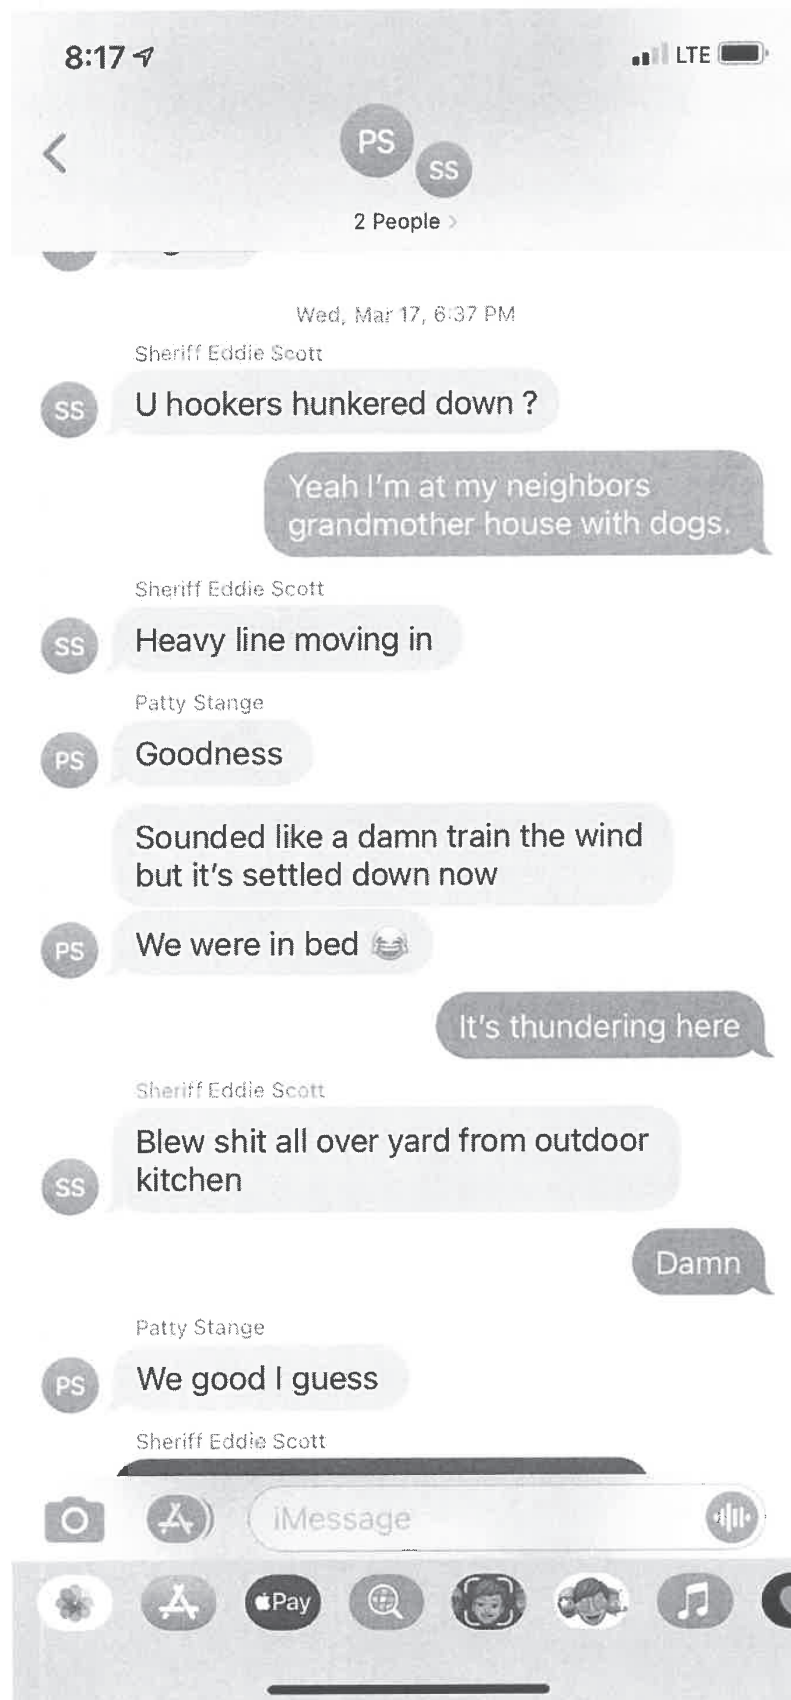 8:17
LTE
PS
SS
2 People
Wed, Mar 17, 6:37 PM
Sheriff Eddie Scott
SS
U hookers hunkered down ?
Yeah I'm at my neighbors
grandmother house with dogs.
Sheriff Eddie Scott
SS
Heavy line moving in
Patty Stange
PS
Goodness
Sounded like a damn train the wind
but it's settled down now
PS
We were in bed 😂
It's thundering here
Sheriff Eddie Scott
Blew shit all over yard from outdoor
kitchen
SS
Damn
Patty Stange
PS
We good I guess
Sheriff Eddie Scott
iMessage
Pay